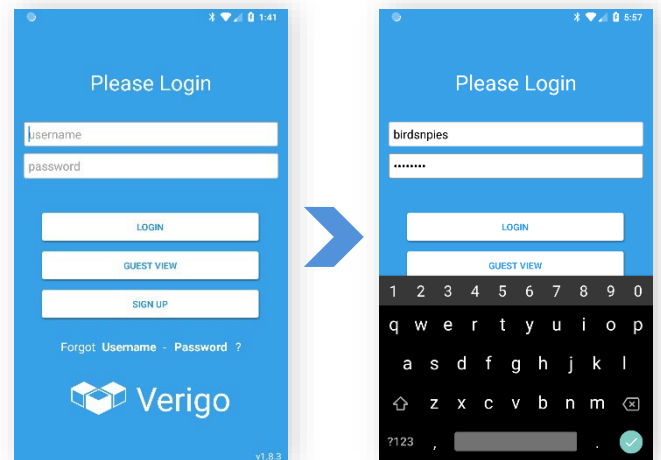 1:41
Please Login
username
password
LOGIN
GUEST VIEW
SIGN UP
Forgot Username - Password ?
Verigo
v1.8.3
5:57
Please Login
birdsnpies
••••••••
LOGIN
GUEST VIEW
1 2 3 4 5 6 7 8 9 0
q w e r t y u i o p
a s d f g h j k l
z x c v b n m
?123 , .